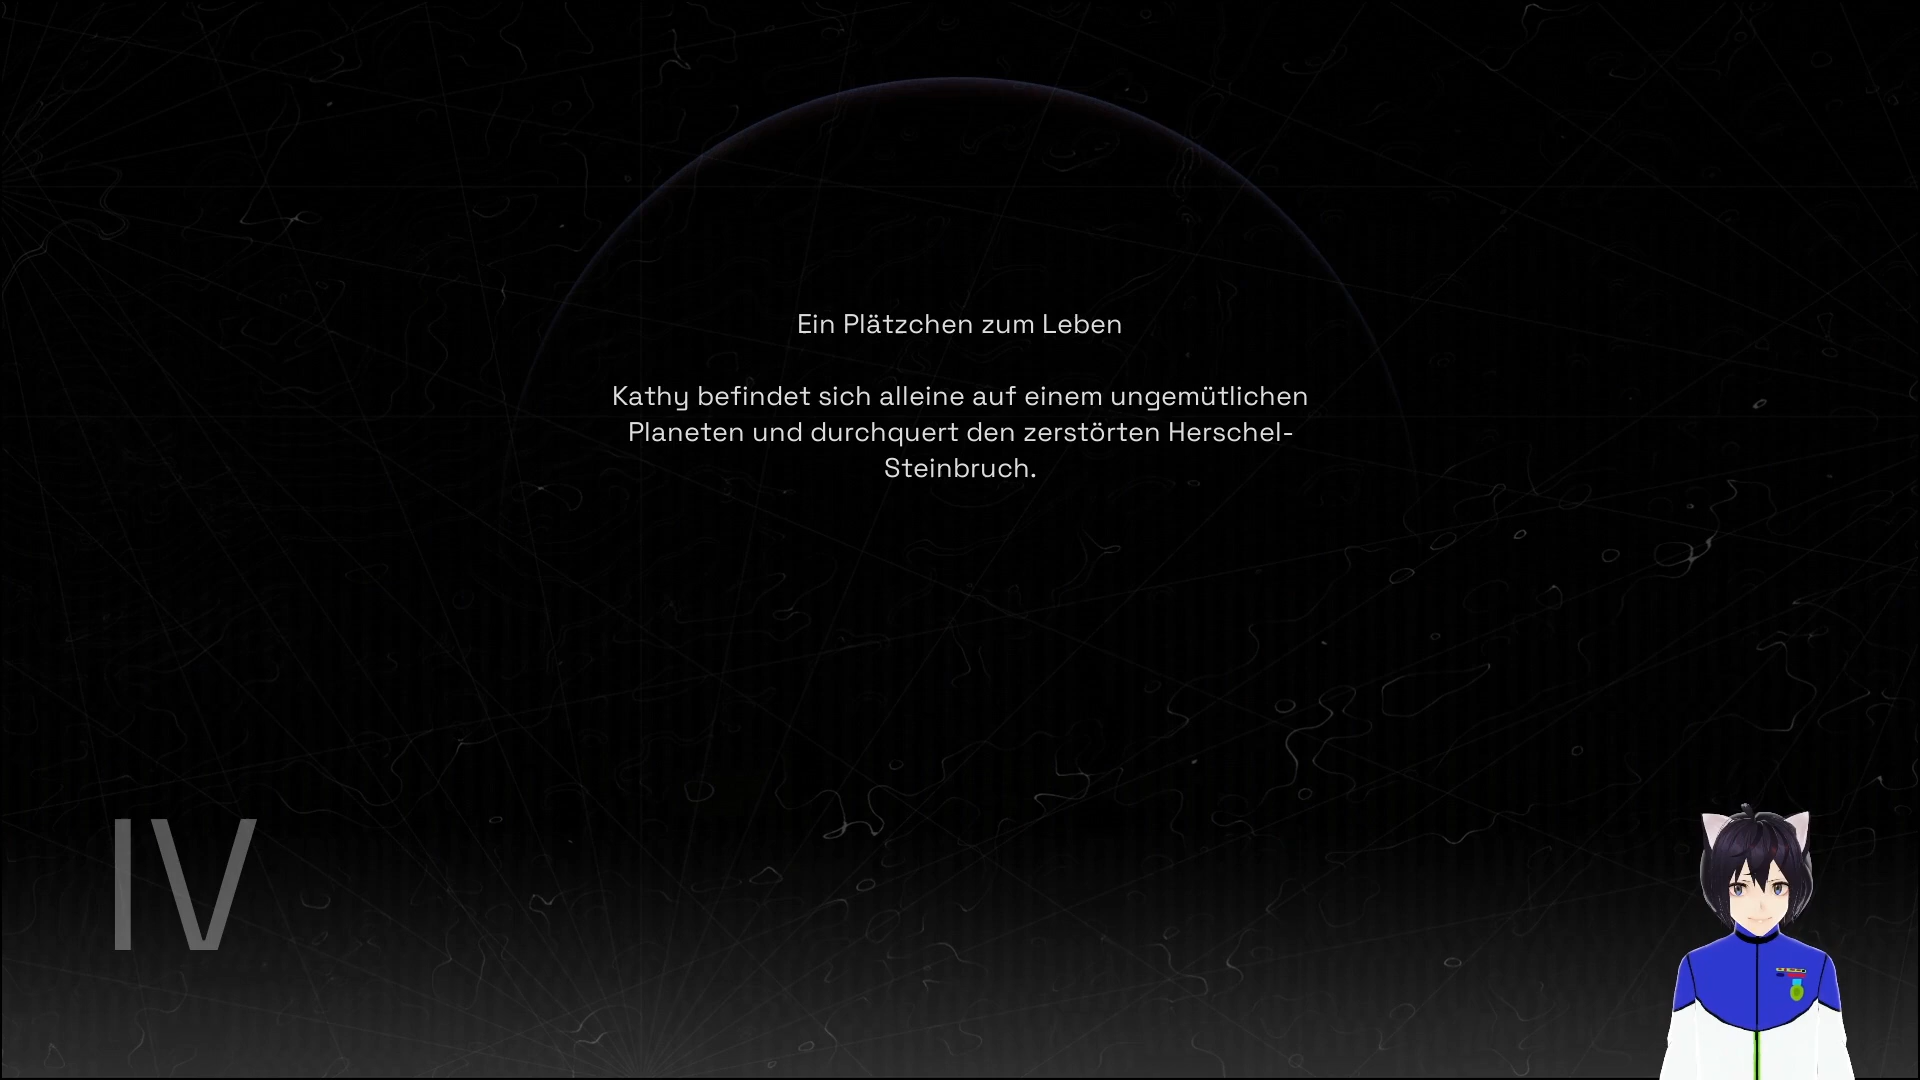 Ein Plätzchen zum Leben
Kathy befindet sich alleine auf einem ungemütlichen
Planeten und durchquert den zerstörten Herschel-
Steinbruch.
IV